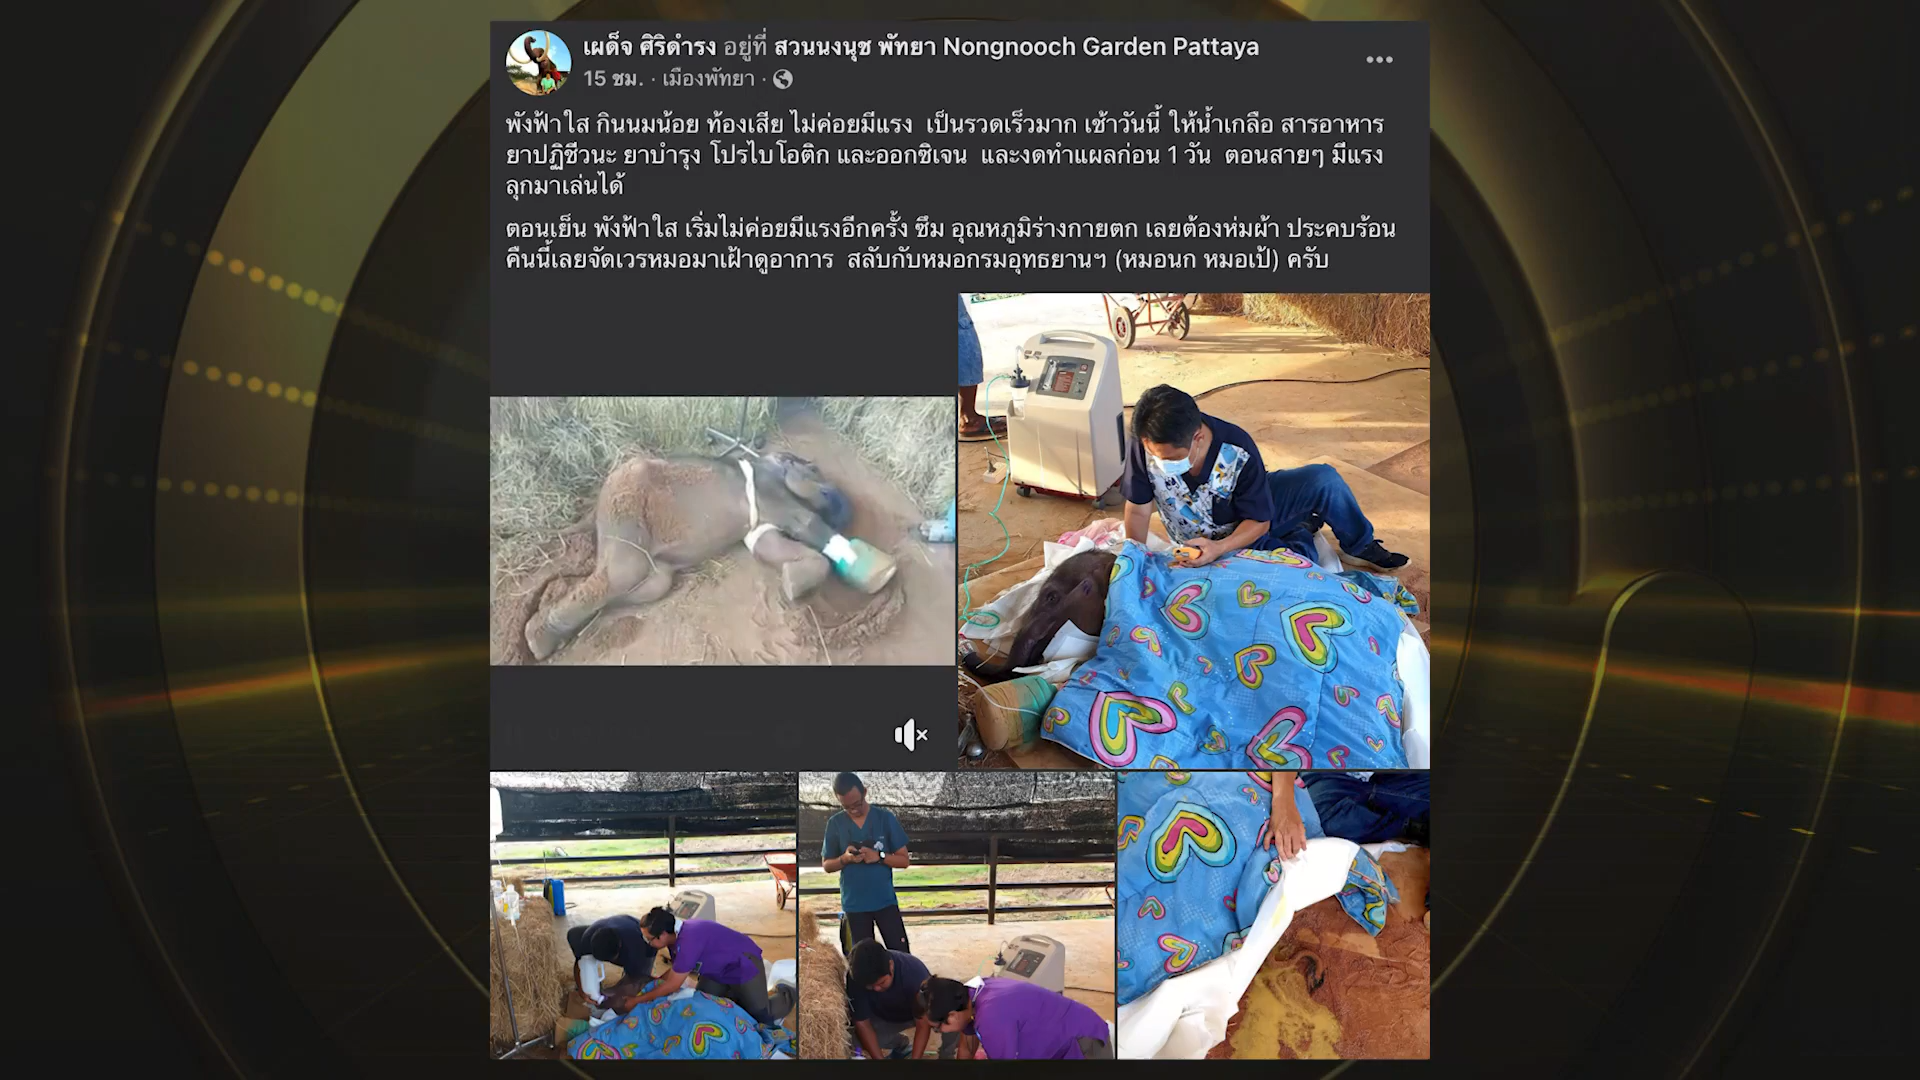 เผด็จ ศิริดำรง อยู่ที่ สวนนงนุช พัทยา Nongnooch Garden Pattaya
15 ชม. · เมืองพัทยา ·
พังฟ้าใส กินนมน้อย ท้องเสีย ไม่ค่อยมีแรง เป็นรวดเร็วมาก เช้าวันนี้ ให้น้ำเกลือ สารอาหาร
ยาปฏิชีวนะ ยาบำรุง โปรไบโอติก และออกซิเจน และงดทำแผลก่อน 1 วัน ตอนสายๆ มีแรง
ลุกมาเล่นได้
ตอนเย็น พังฟ้าใส เริ่มไม่ค่อยมีแรงอีกครั้ง ซึม อุณหภูมิร่างกายตก เลยต้องห่มผ้า ประคบร้อน
คืนนี้เลยจัดเวรหมอมาเฝ้าดูอาการ สลับกับหมอกรมอุทธยานฯ (หมอนก หมอเป้) ครับ